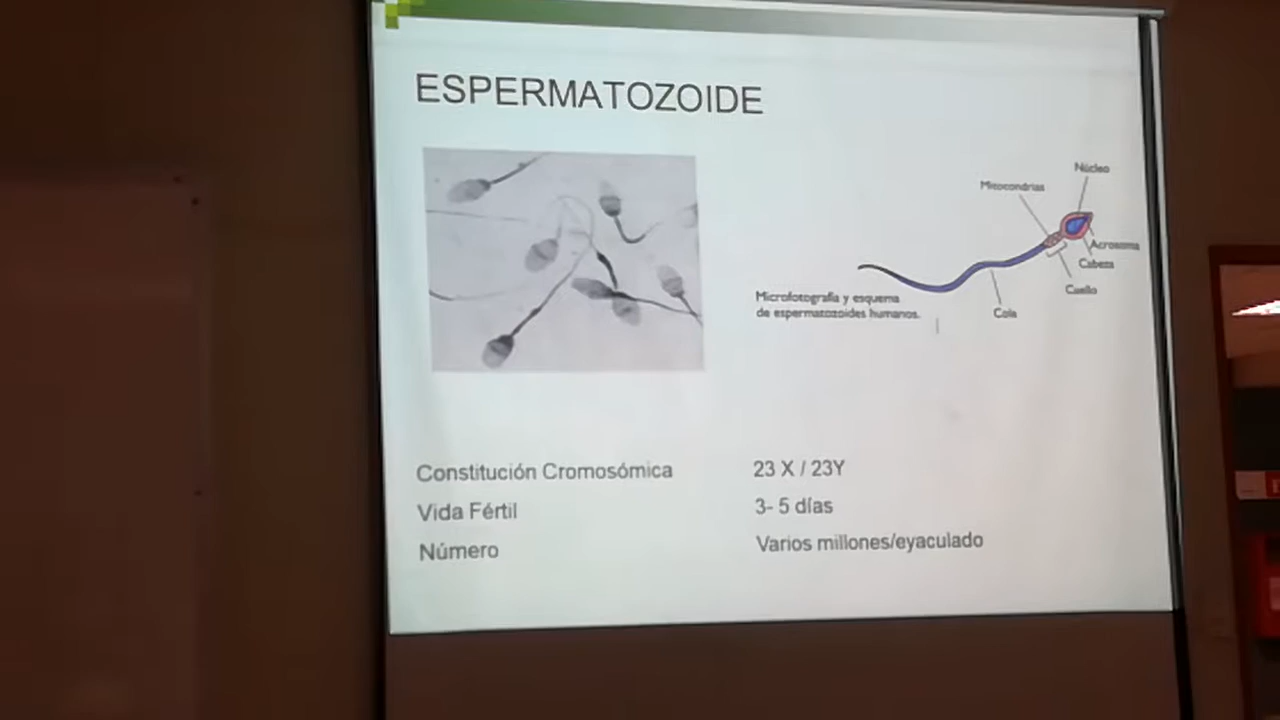 ESPERMATOZOIDE
Núcleo
Mitocondrias
Acrosoma
Cabeza
Cuello
Cola
Microfotografía y esquema
de espermatozoides humanos.
Constitución Cromosómica 23 X / 23Y
Vida Fértil 3- 5 días
Número Varios millones/eyaculado